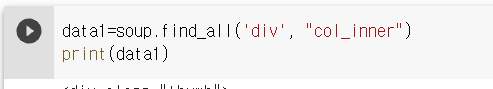 data1=soup.find_all('div', "col_inner")
print(data1)